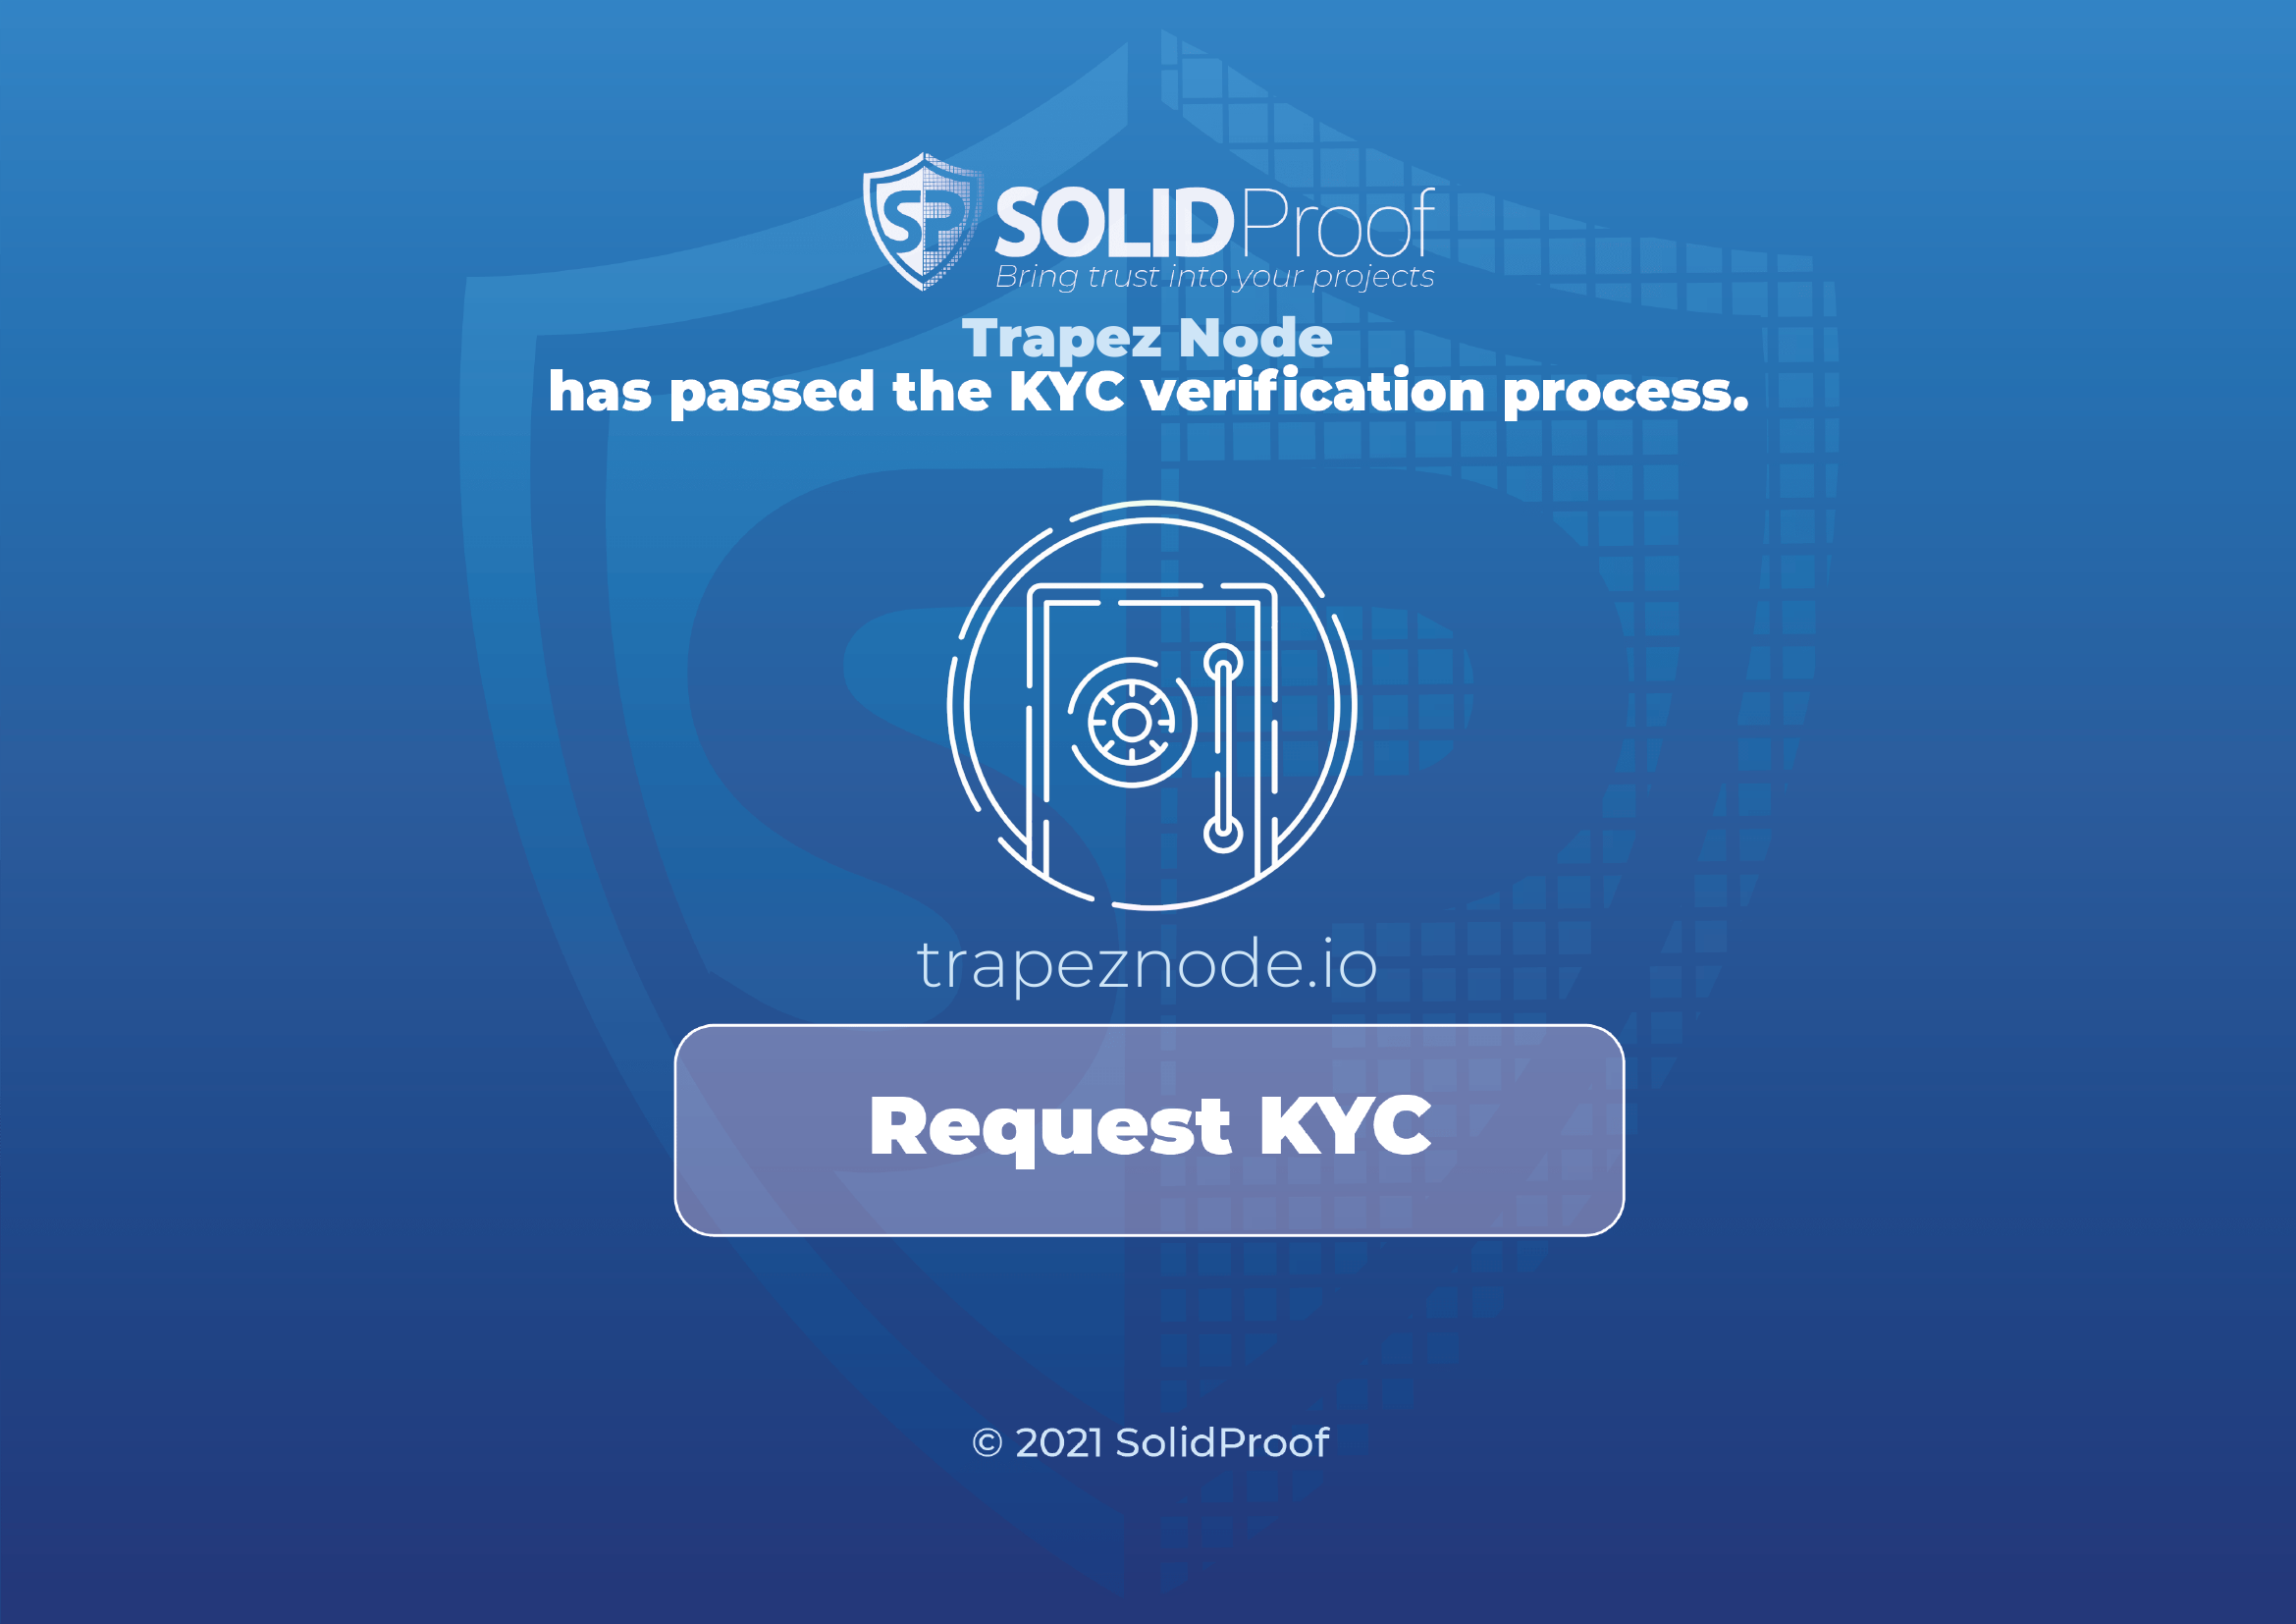 SP SOLIDProof
Bring trust into your projects
Trapez Node
has passed the KYC verification process.
trapeznode.io
Request KYC
© 2021 SolidProof